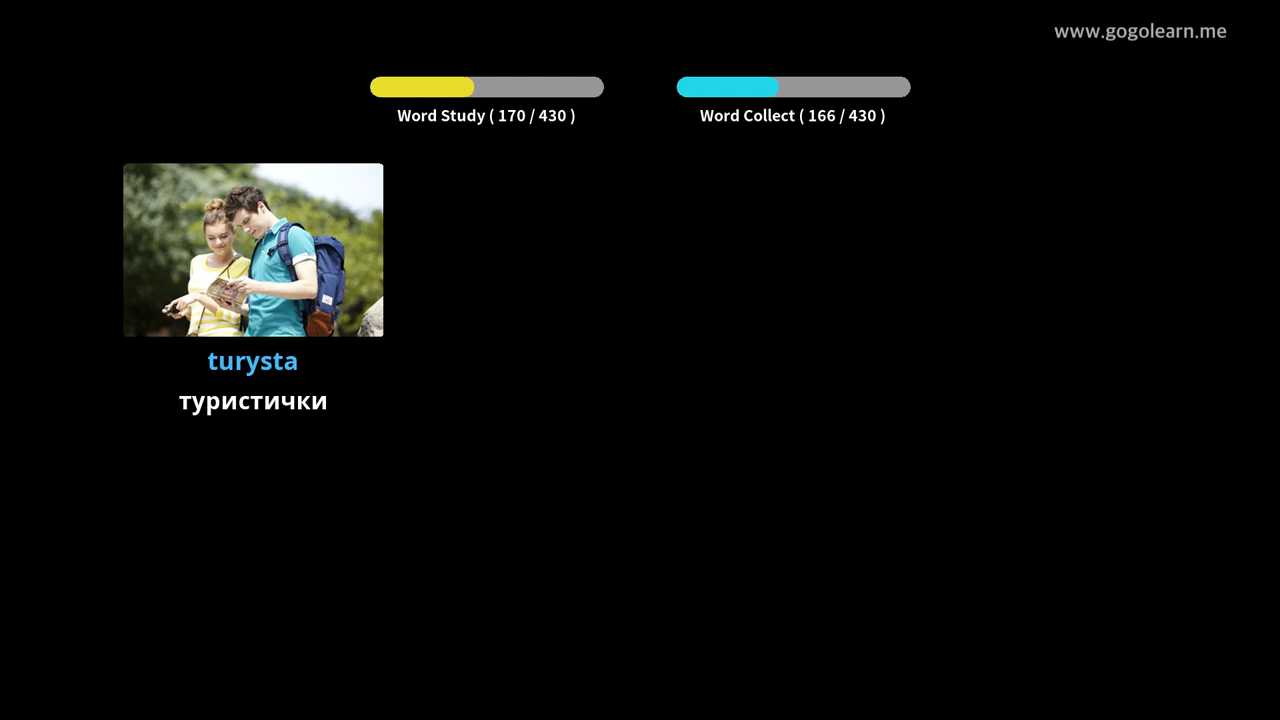 www.gogolearn.me
Word Study ( 170 / 430 )
Word Collect ( 166 / 430 )
turysta
туристички